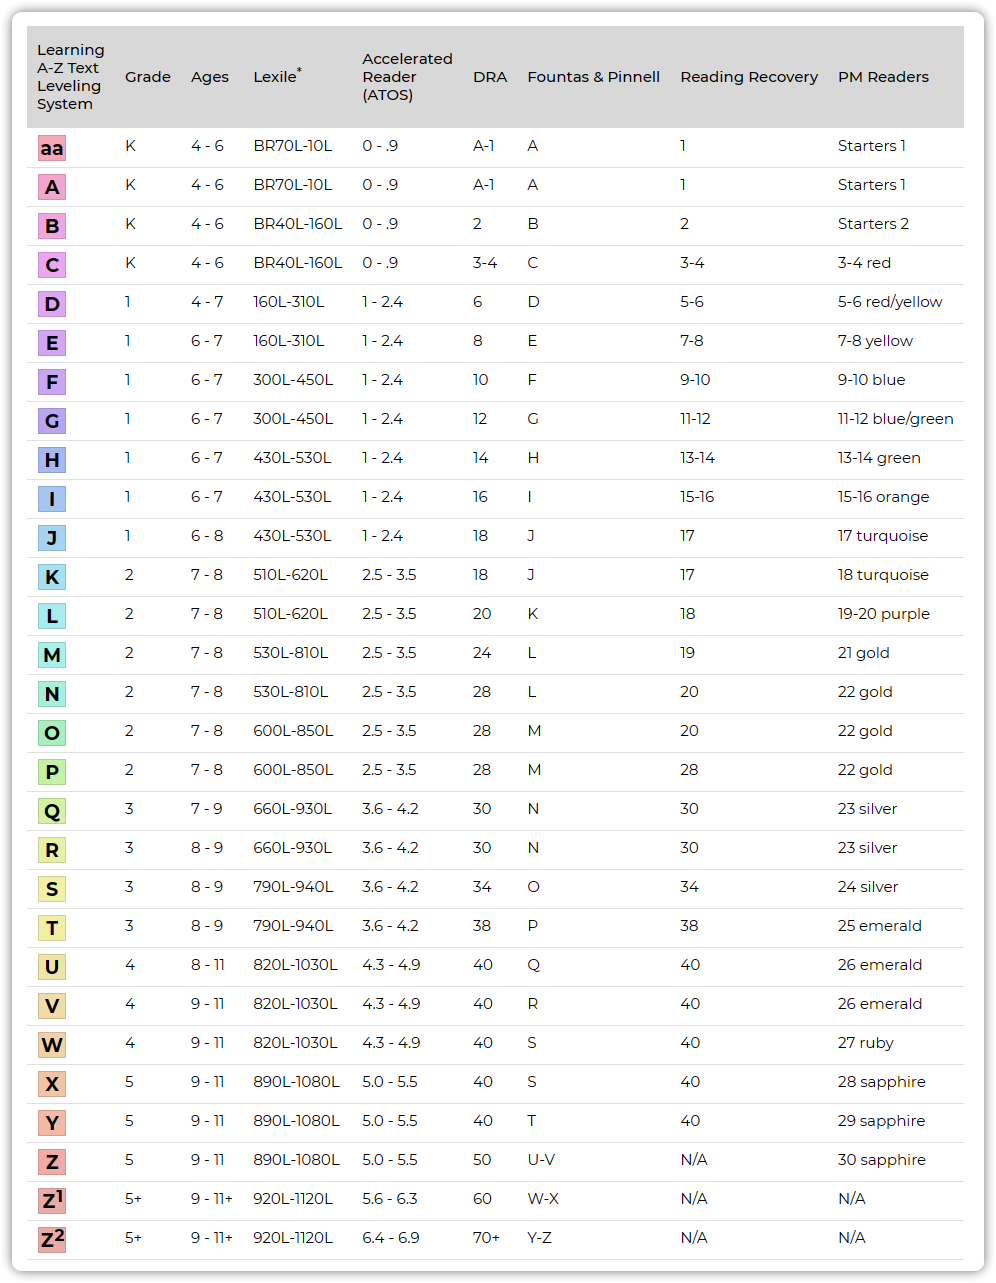 Learning A-Z Text Leveling System Grade Ages Lexile* Accelerated Reader (ATOS) DRA Fountas & Pinnell Reading Recovery PM Readers
aa K 4 - 6 BR70L-10L 0 - .9 A-1 A 1 Starters 1
A K 4 - 6 BR70L-10L 0 - .9 A-1 A 1 Starters 1
B K 4 - 6 BR40L-160L 0 - .9 2 B 2 Starters 2
C K 4 - 6 BR40L-160L 0 - .9 3-4 C 3-4 3-4 red
D 1 4 - 7 160L-310L 1 - 2.4 6 D 5-6 5-6 red/yellow
E 1 6 - 7 160L-310L 1 - 2.4 8 E 7-8 7-8 yellow
F 1 6 - 7 300L-450L 1 - 2.4 10 F 9-10 9-10 blue
G 1 6 - 7 300L-450L 1 - 2.4 12 G 11-12 11-12 blue/green
H 1 6 - 7 430L-530L 1 - 2.4 14 H 13-14 13-14 green
I 1 6 - 7 430L-530L 1 - 2.4 16 I 15-16 15-16 orange
J 1 6 - 8 430L-530L 1 - 2.4 18 J 17 17 turquoise
K 2 7 - 8 510L-620L 2.5 - 3.5 18 J 17 18 turquoise
L 2 7 - 8 510L-620L 2.5 - 3.5 20 K 18 19-20 purple
M 2 7 - 8 530L-810L 2.5 - 3.5 24 L 19 21 gold
N 2 7 - 8 530L-810L 2.5 - 3.5 28 L 20 22 gold
O 2 7 - 8 600L-850L 2.5 - 3.5 28 M 20 22 gold
P 2 7 - 8 600L-850L 2.5 - 3.5 28 M 28 22 gold
Q 3 7 - 9 660L-930L 3.6 - 4.2 30 N 30 23 silver
R 3 8 - 9 660L-930L 3.6 - 4.2 30 N 30 23 silver
S 3 8 - 9 790L-940L 3.6 - 4.2 34 O 34 24 silver
T 3 8 - 9 790L-940L 3.6 - 4.2 38 P 38 25 emerald
U 4 8 - 11 820L-1030L 4.3 - 4.9 40 Q 40 26 emerald
V 4 9 - 11 820L-1030L 4.3 - 4.9 40 R 40 26 emerald
W 4 9 - 11 820L-1030L 4.3 - 4.9 40 S 40 27 ruby
X 5 9 - 11 890L-1080L 5.0 - 5.5 40 S 40 28 sapphire
Y 5 9 - 11 890L-1080L 5.0 - 5.5 40 T 40 29 sapphire
Z 5 9 - 11 890L-1080L 5.0 - 5.5 50 U-V N/A 30 sapphire
Z1 5+ 9 - 11+ 920L-1120L 5.6 - 6.3 60 W-X N/A N/A
Z2 5+ 9 - 11+ 920L-1120L 6.4 - 6.9 70+ Y-Z N/A N/A